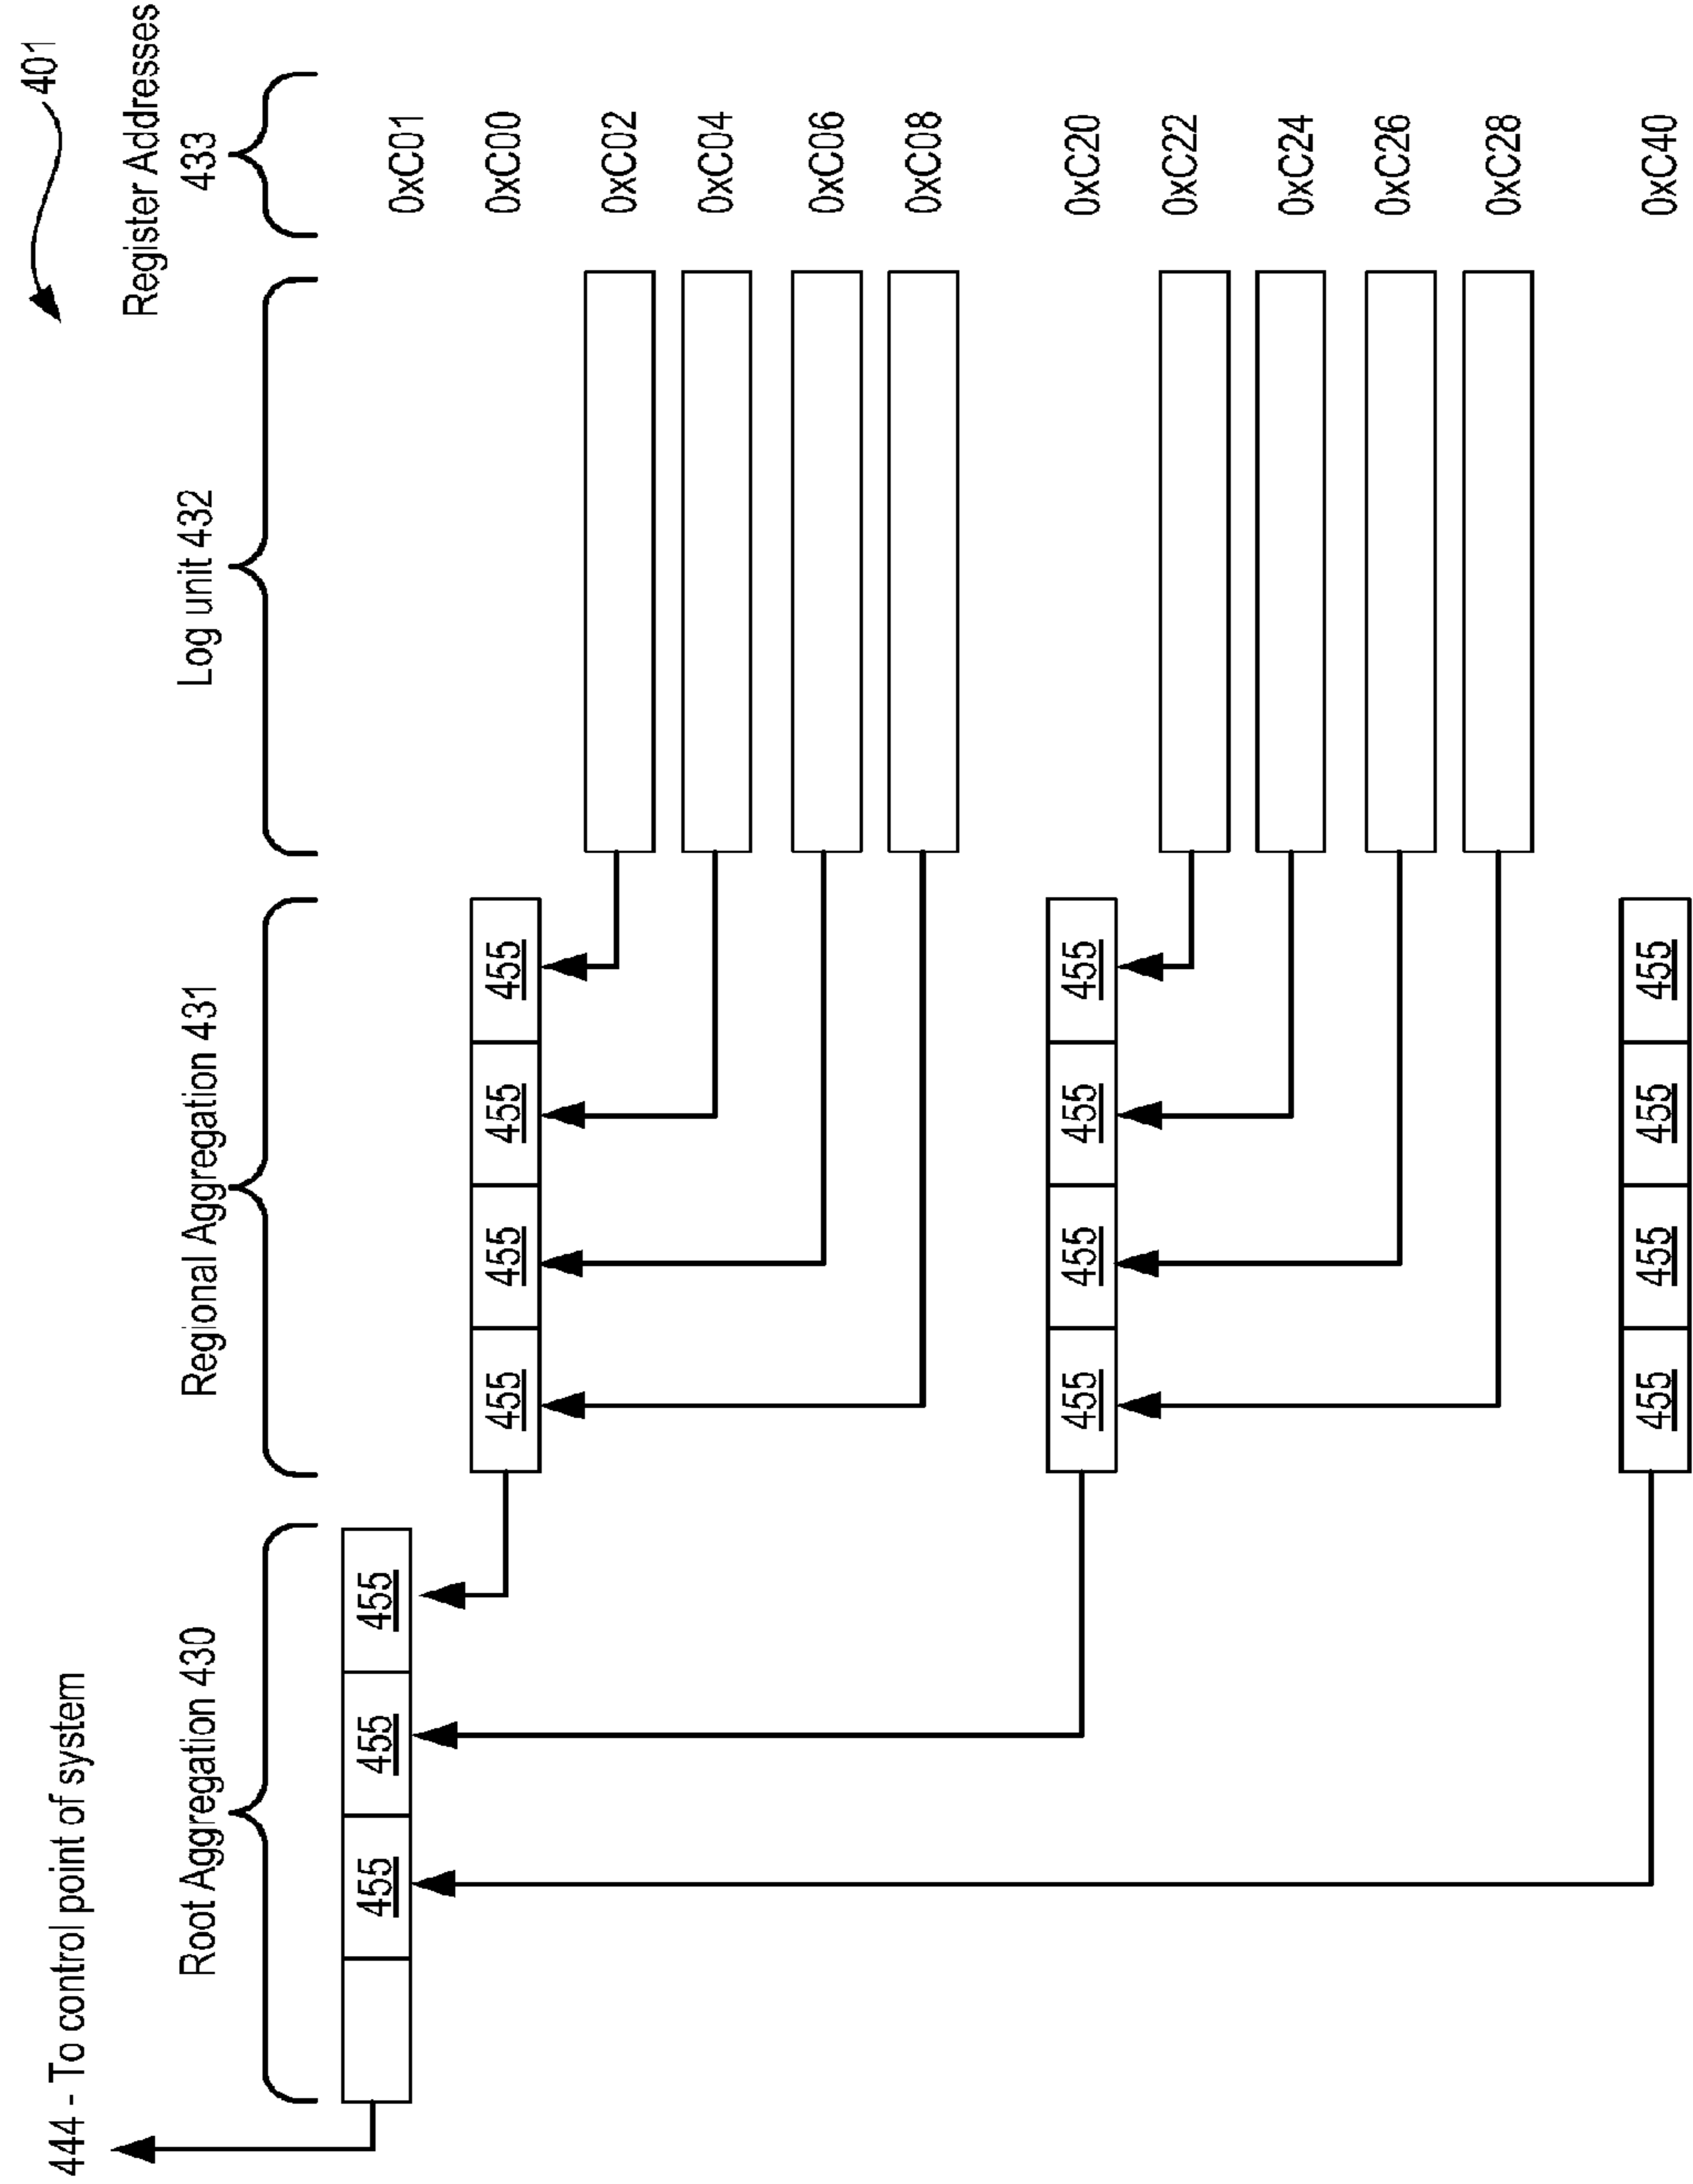 401
444 - To control point of system
Root Aggregation 430
Regional Aggregation 431
Log unit 432
Register Addresses
433
455 455 455
0xC01
455 455 455 455
0xC00
0xC02
0xC04
0xC06
0xC08
455 455 455 455
0xC20
0xC22
0xC24
0xC26
0xC28
455 455 455 455
0xC40